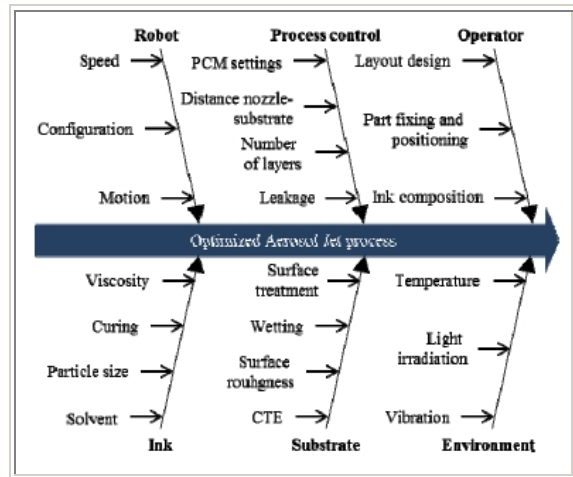 Robot
Process control
Operator
Speed
PCM settings
Layout design
Distance nozzle-
substrate
Configuration
Part fixing and
positioning
Number
of layers
Motion
Leakage
Ink composition
Optimized Aerosol Jet process
Viscosity
Surface
treatment
Temperature
Curing
Wetting
Light
irradiation
Particle size
Surface
rouhgness
Solvent
CTE
Vibration
Ink
Substrate
Environment